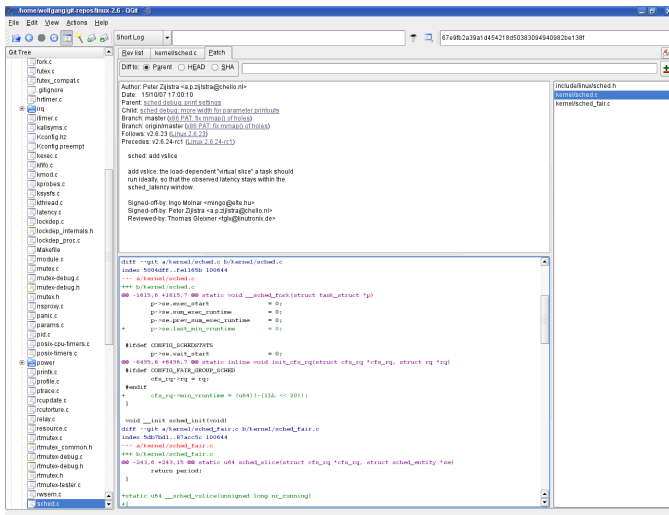 /home/wolfgang/git-repos/linux-2.6 - QGit
File Edit View Actions Help
Short Log
67e9fb2a39a1d454218d50383094940982be138f
Git Tree
fork.c
futex.c
futex_compat.c
.gitignore
hrtimer.c
irq
itimer.c
kallsyms.c
Kconfig.hz
Kconfig.preempt
kexec.c
kfifo.c
kmod.c
kprobes.c
ksysfs.c
kthread.c
latency.c
lockdep.c
lockdep_internals.h
lockdep_proc.c
Makefile
module.c
mutex.c
mutex-debug.c
mutex-debug.h
mutex.h
nsproxy.c
panic.c
params.c
pid.c
posix-cpu-timers.c
posix-timers.c
power
printk.c
profile.c
ptrace.c
rcupdate.c
rcutorture.c
relay.c
resource.c
rtmutex.c
rtmutex_common.h
rtmutex-debug.c
rtmutex-debug.h
rtmutex.h
rtmutex-tester.c
rwsem.c
sched.c
Rev list kernel/sched.c Patch
Diff to: Parent HEAD SHA
Author: Peter Zijlstra <a.p.zijlstra@chello.nl>
Date: 15/10/07 17:00:10
Parent: sched debug: print settings
Child: sched debug: more width for parameter printouts
Branch: master (x86 PAT: fix mmap() of holes)
Branch: origin/master (x86 PAT: fix mmap() of holes)
Follows: v2.6.23 (Linux 2.6.23)
Precedes: v2.6.24-rc1 (Linux 2.6.24-rc1)
sched: add vslice
add vslice: the load-dependent "virtual slice" a task should
run ideally, so that the observed latency stays within the
sched_latency window.
Signed-off-by: Ingo Molnar <mingo@elte.hu>
Signed-off-by: Peter Zijlstra <a.p.zijlstra@chello.nl>
Reviewed-by: Thomas Gleixner <tglx@linutronix.de>
include/linux/sched.h
kernel/sched.c
kernel/sched_fair.c
diff --git a/kernel/sched.c b/kernel/sched.c
index 5004dff..fe1165b 100644
--- a/kernel/sched.c
+++ b/kernel/sched.c
@@ -1615,6 +1615,7 @@ static void __sched_fork(struct task_struct *p)
p->se.exec_start = 0;
p->se.sum_exec_runtime = 0;
p->se.prev_sum_exec_runtime = 0;
+ p->se.last_min_vruntime = 0;
#ifdef CONFIG_SCHEDSTATS
p->se.wait_start = 0;
@@ -6495,6 +6496,7 @@ static inline void init_cfs_rq(struct cfs_rq *cfs_rq, struct rq *rq)
#ifdef CONFIG_FAIR_GROUP_SCHED
cfs_rq->rq = rq;
#endif
+ cfs_rq->min_vruntime = (u64)(-(1LL << 20));
}
void __init sched_init(void)
diff --git a/kernel/sched_fair.c b/kernel/sched_fair.c
index 5db7bd1..87acc5c 100644
--- a/kernel/sched_fair.c
+++ b/kernel/sched_fair.c
@@ -243,6 +243,15 @@ static u64 sched_slice(struct cfs_rq *cfs_rq, struct sched_entity *se)
return period;
}
+static u64 __sched_vslice(unsigned long nr_running)
+{